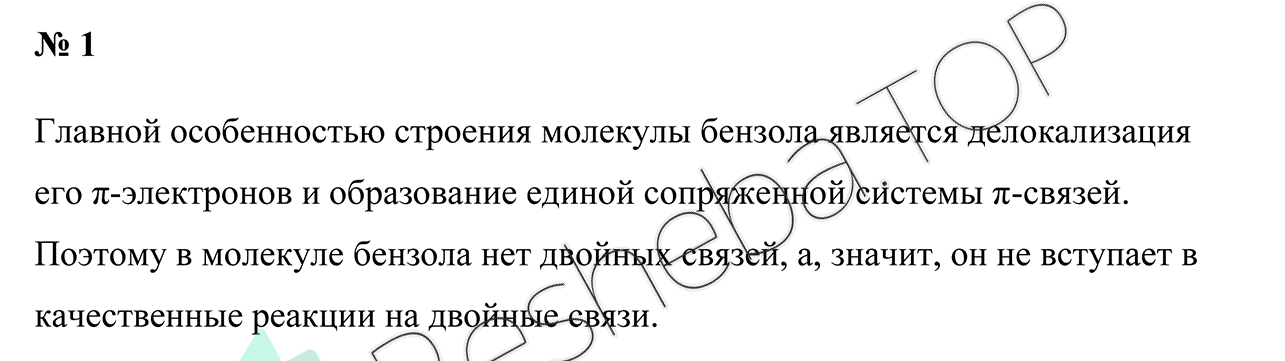 № 1
Главной особенностью строения молекулы бензола является делокализация
его π-электронов и образование единой сопряженной системы π-связей.
Поэтому в молекуле бензола нет двойных связей, а, значит, он не вступает в
качественные реакции на двойные связи.
Resheba TOP